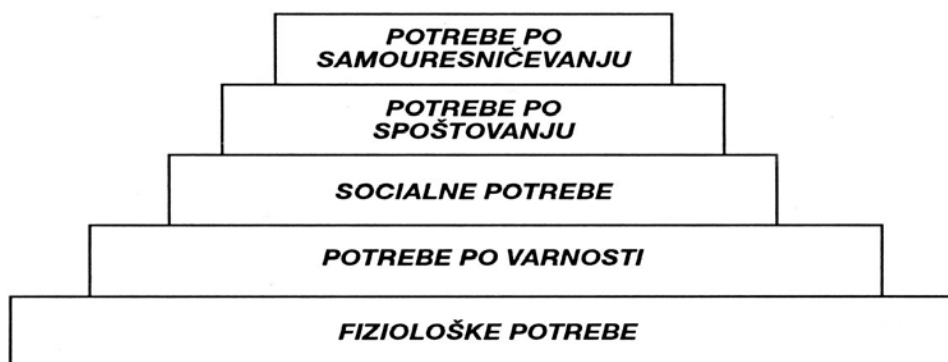 POTREBE PO
SAMOURESNIČEVANJU
POTREBE PO
SPOŠTOVANJU
SOCIALNE POTREBE
POTREBE PO VARNOSTI
FIZIOLOŠKE POTREBE